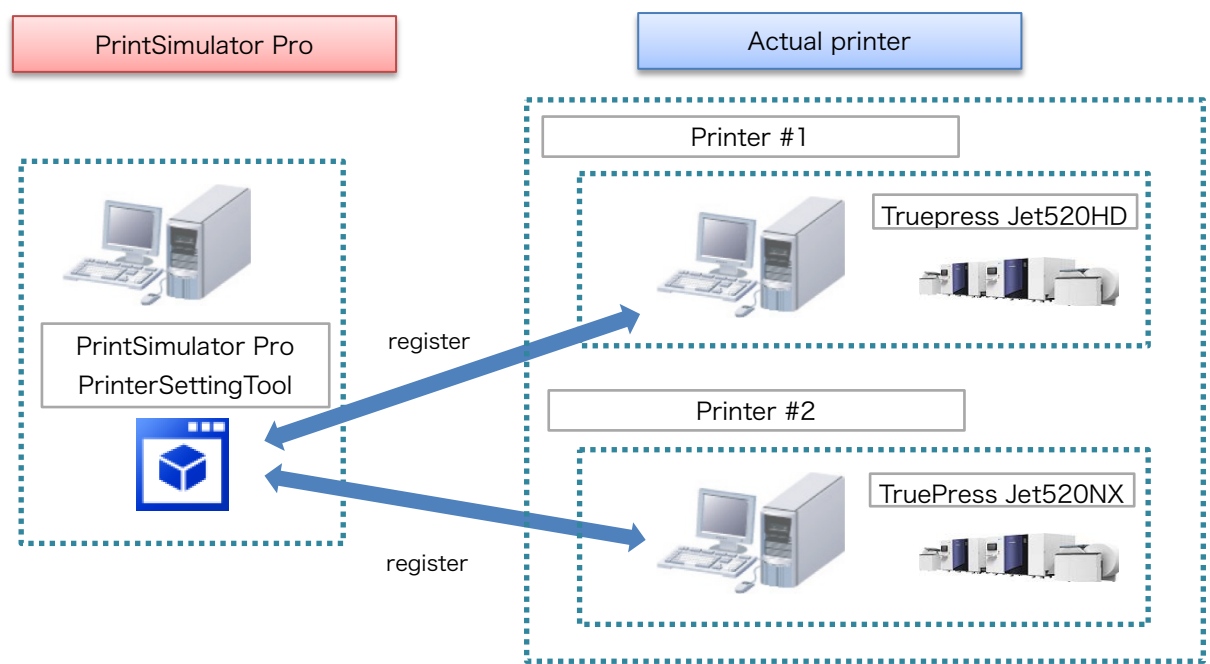 PrintSimulator Pro
Actual printer
Printer #1
Truepress Jet520HD
PrintSimulator Pro
PrinterSettingTool
register
Printer #2
TruePress Jet520NX
register